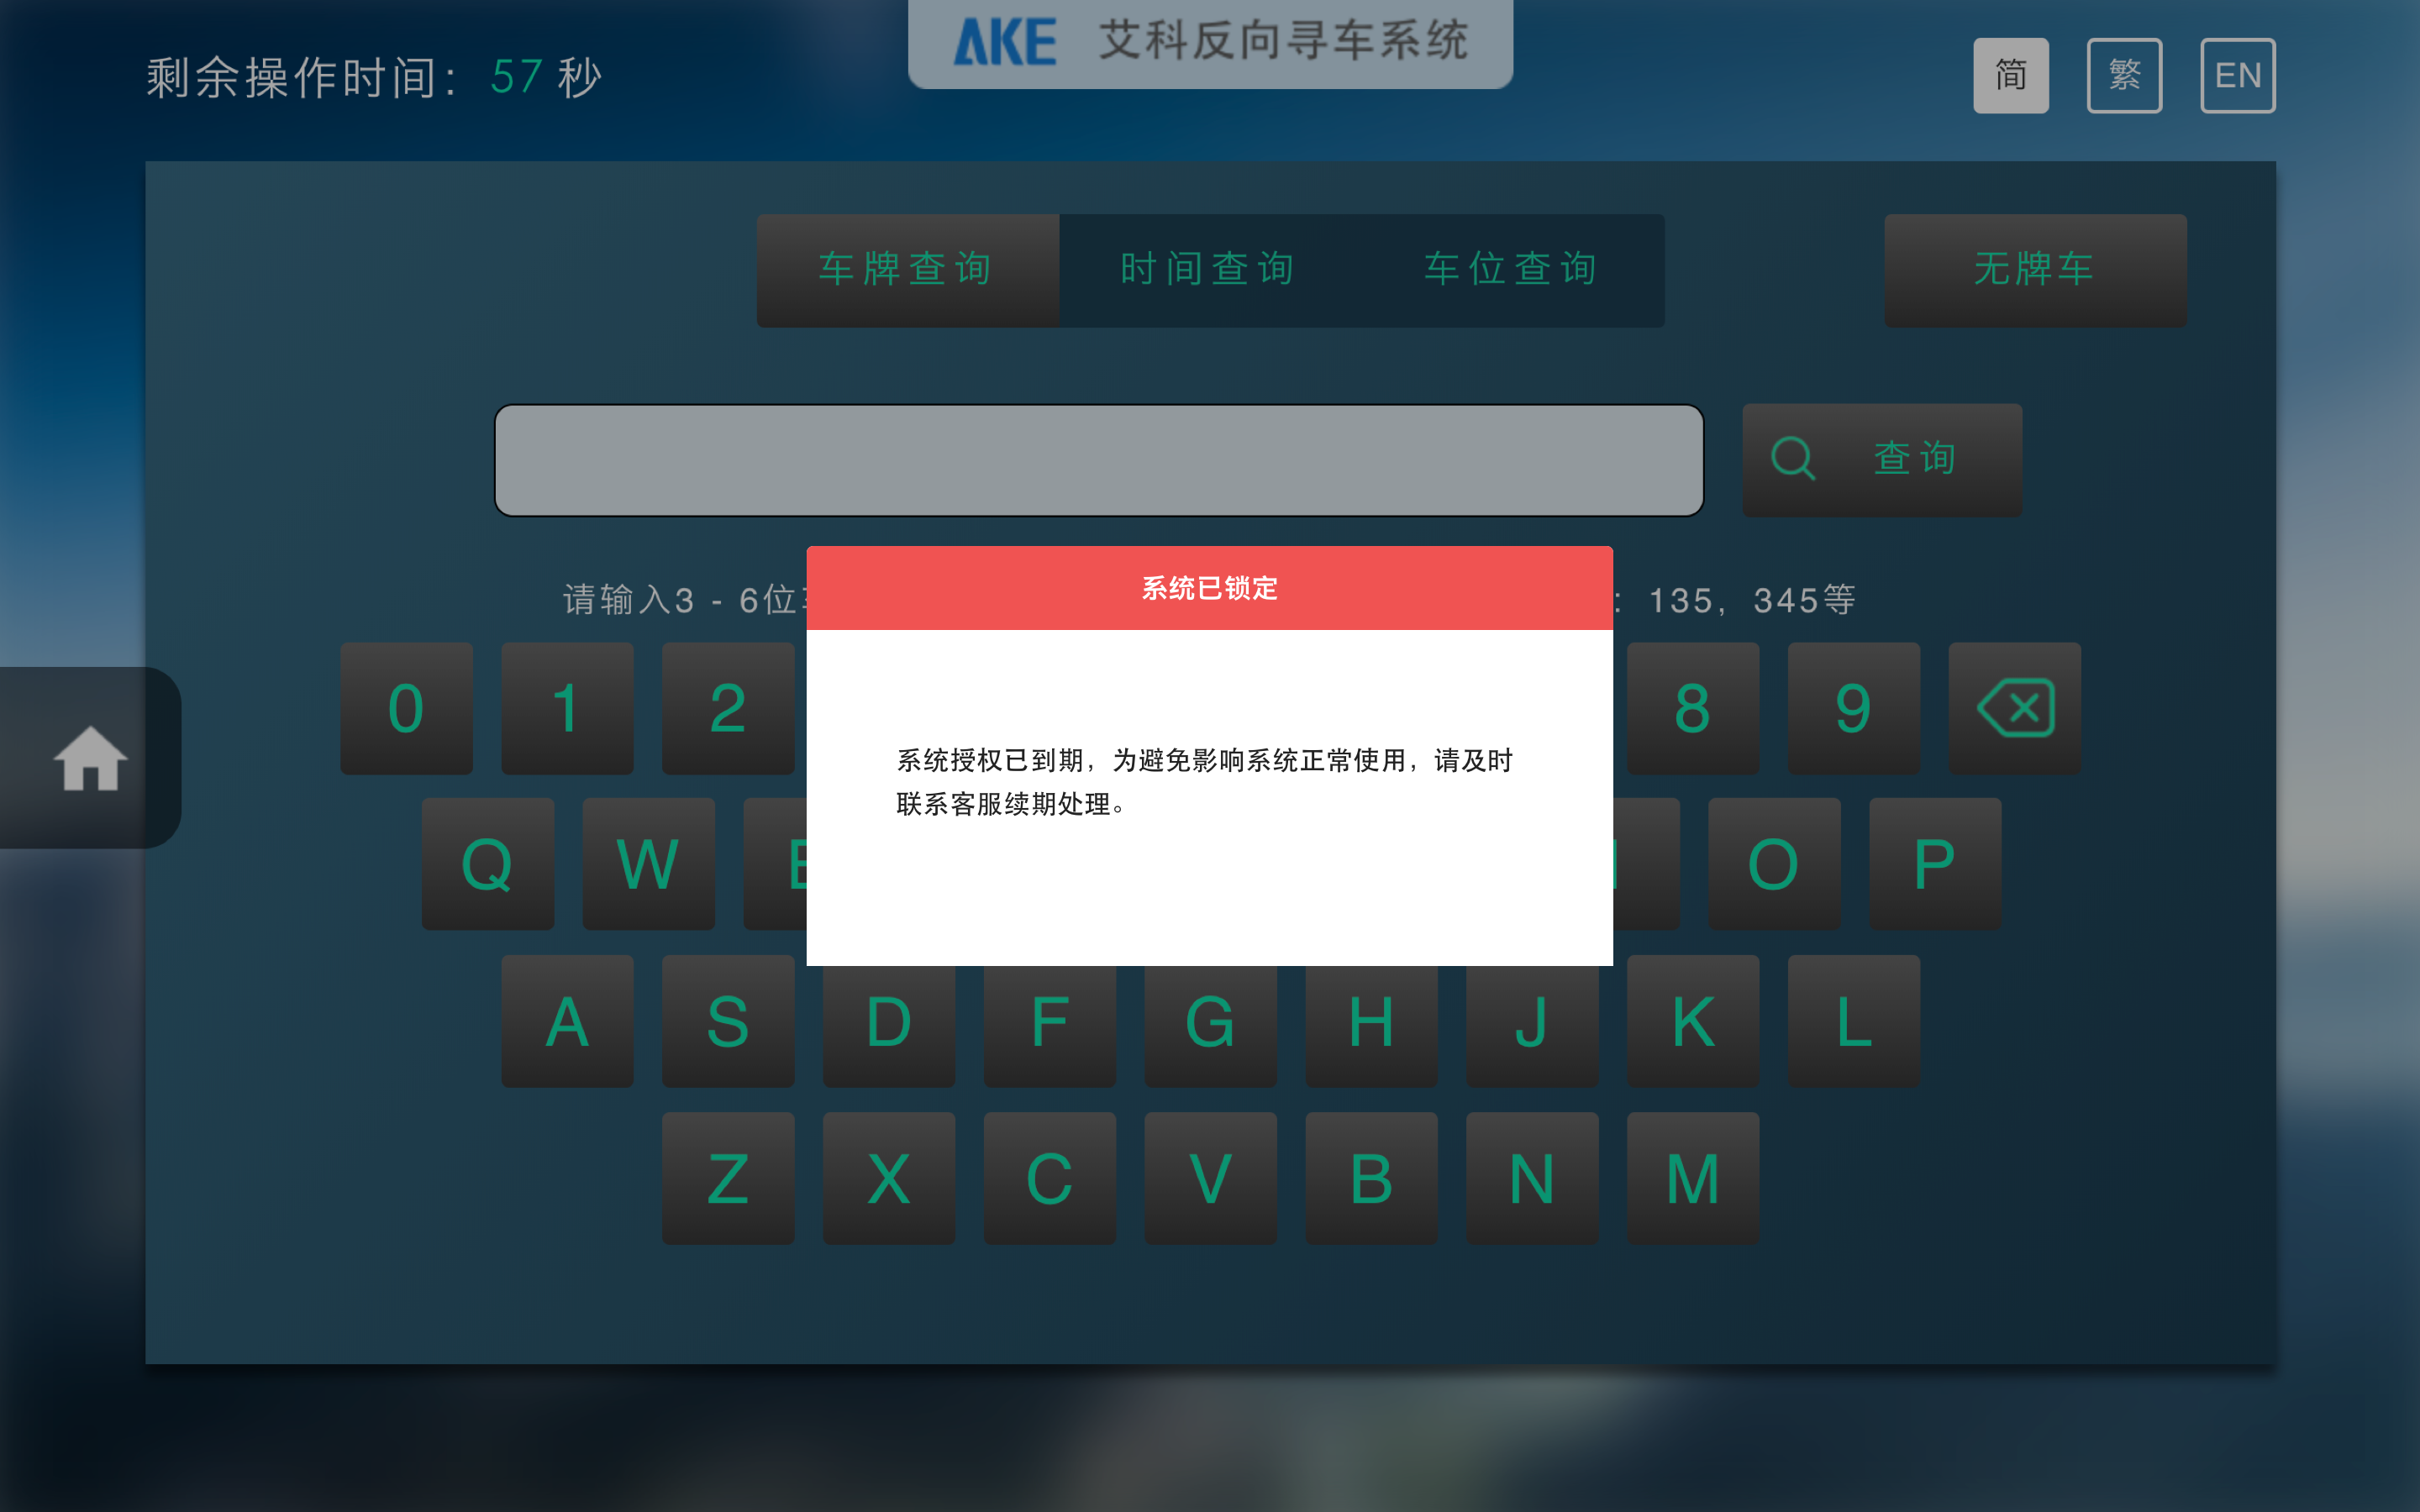 AKE 艾科反向寻车系统
剩余操作时间：57 秒
简 繁 EN
车牌查询 时间查询 车位查询 无牌车
查询
请输入3 - 6位 ：135，345等
系统已锁定
系统授权已到期，为避免影响系统正常使用，请及时
联系客服续期处理。
0 1 2 8 9
Q W E O P
A S D F G H J K L
Z X C V B N M